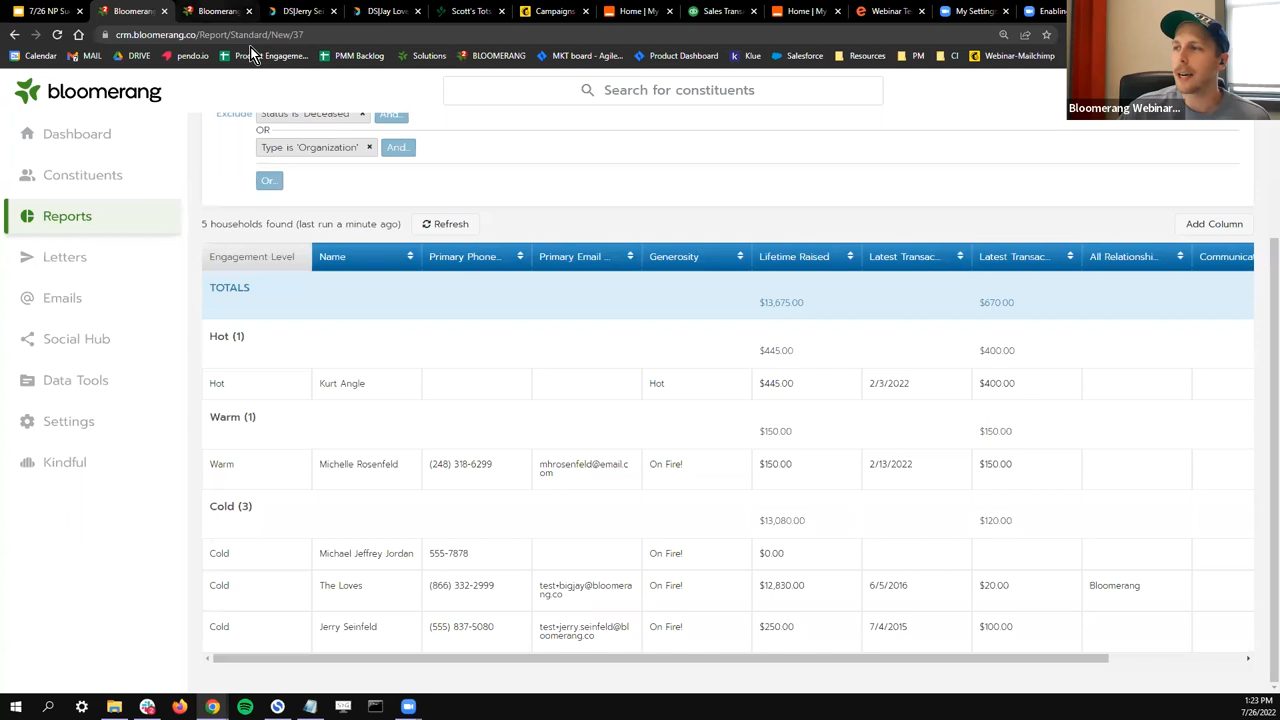 7/26 NP Su
Bloomerang
Bloomerang
DSJerry Sei
DSJay Love
Scott's Tot
Campaigns
Home | My
Sales Trans
Home | My
Webinar Te
My Settings
Enabling
crm.bloomerang.co/Report/Standard/New/37
Calendar
MAIL
DRIVE
pendo.io
Product Engageme...
PMM Backlog
Solutions
BLOOMERANG
MKT board - Agile...
Product Dashboard
Klue
Salesforce
Resources
PM
CI
Webinar-Mailchimp
Bloomerang Webinar...
bloomerang
Search for constituents
Dashboard
Constituents
Reports
Letters
Emails
Social Hub
Data Tools
Settings
Kindful
Exclude Status is 'Deceased' × And...
OR
Type is 'Organization' × And...
Or...
5 households found (last run a minute ago) Refresh Add Column
Engagement Level Name Primary Phone... Primary Email ... Generosity Lifetime Raised Latest Transac... Latest Transac... All Relationshi... Communicat
TOTALS
$13,675.00 $670.00
Hot (1)
$445.00 $400.00
Hot Kurt Angle Hot $445.00 2/3/2022 $400.00
Warm (1)
$150.00 $150.00
Warm Michelle Rosenfeld (248) 318-6299 mhrosenfeld@email.c On Fire! $150.00 2/13/2022 $150.00
om
Cold (3)
$13,080.00 $120.00
Cold Michael Jeffrey Jordan 555-7878 On Fire! $0.00
Cold The Loves (866) 332-2999 test+bigjay@bloomera On Fire! $12,830.00 6/5/2016 $20.00 Bloomerang
ng.co
Cold Jerry Seinfeld (555) 837-5080 test+jerry.seinfeld@bl On Fire! $250.00 7/4/2015 $100.00
oomerang.co
1:23 PM
7/26/2022